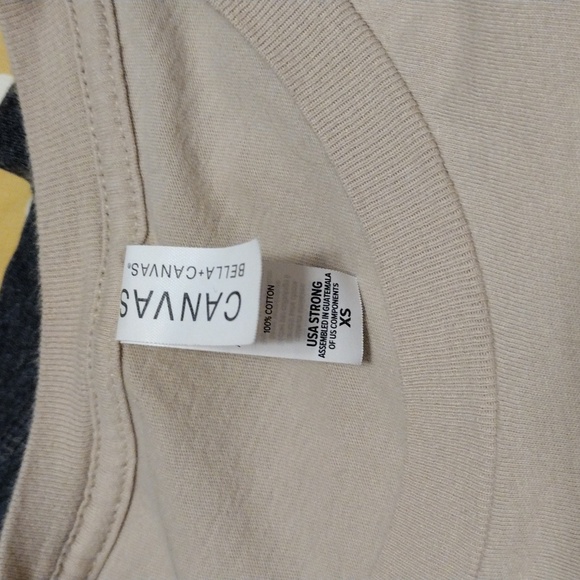 CANVAS
BELLA+CANVAS®
100% COTTON
USA STRONG
ASSEMBLED IN GUATEMALA
OF US COMPONENTS
XS